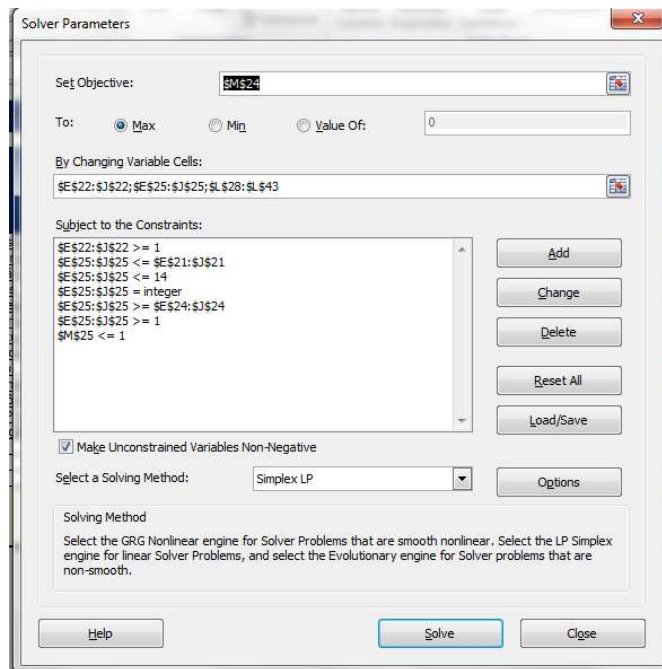 Solver Parameters
Set Objective:
$M$24
To:
Max
Min
Value Of:
0
By Changing Variable Cells:
$E$22:$J$22;$E$25:$J$25;$L$28:$L$43
Subject to the Constraints:
$E$22:$J$22 >= 1
$E$25:$J$25 <= $E$21:$J$21
$E$25:$J$25 <= 14
$E$25:$J$25 = integer
$E$25:$J$25 >= $E$24:$J$24
$E$25:$J$25 >= 1
$M$25 <= 1
Add
Change
Delete
Reset All
Load/Save
Make Unconstrained Variables Non-Negative
Select a Solving Method:
Simplex LP
Options
Solving Method
Select the GRG Nonlinear engine for Solver Problems that are smooth nonlinear. Select the LP Simplex
engine for linear Solver Problems, and select the Evolutionary engine for Solver problems that are
non-smooth.
Help
Solve
Close